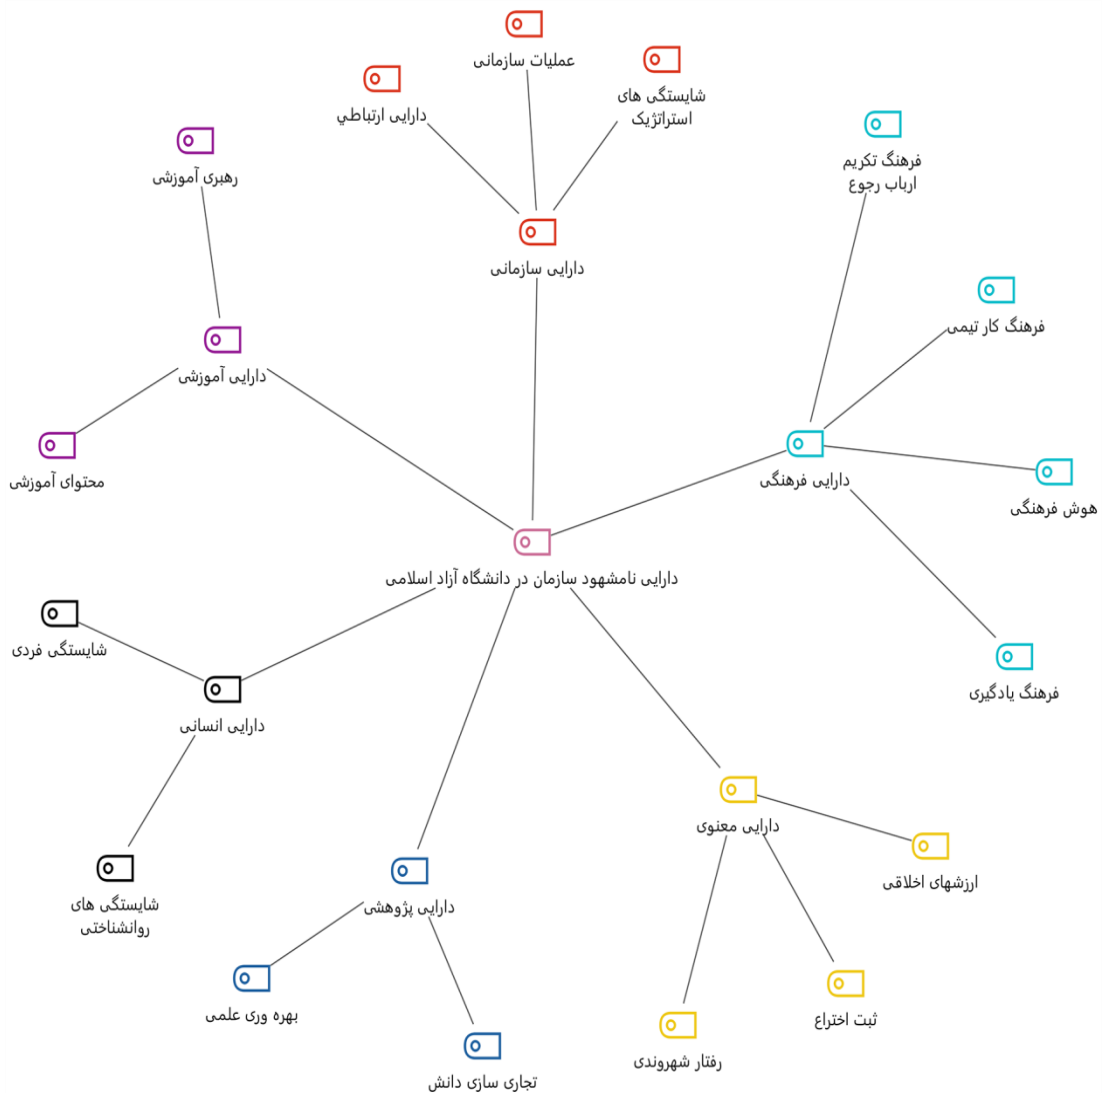 عملیات سازمانی
شایستگی های
استراتژیک
دارایی ارتباطي
فرهنگ تکریم
ارباب رجوع
رهبری آموزشی
دارایی سازمانی
فرهنگ کار تیمی
دارایی آموزشی
دارایی فرهنگی
محتوای آموزشی
هوش فرهنگی
دارایی نامشهود سازمان در دانشگاه آزاد اسلامی
شایستگی فردی
فرهنگ یادگیری
دارایی انسانی
دارایی معنوی
ارزشهای اخلاقی
شایستگی های
روانشناختی
دارایی پژوهشی
بهره وری علمی
ثبت اختراع
رفتار شهروندی
تجاری سازی دانش